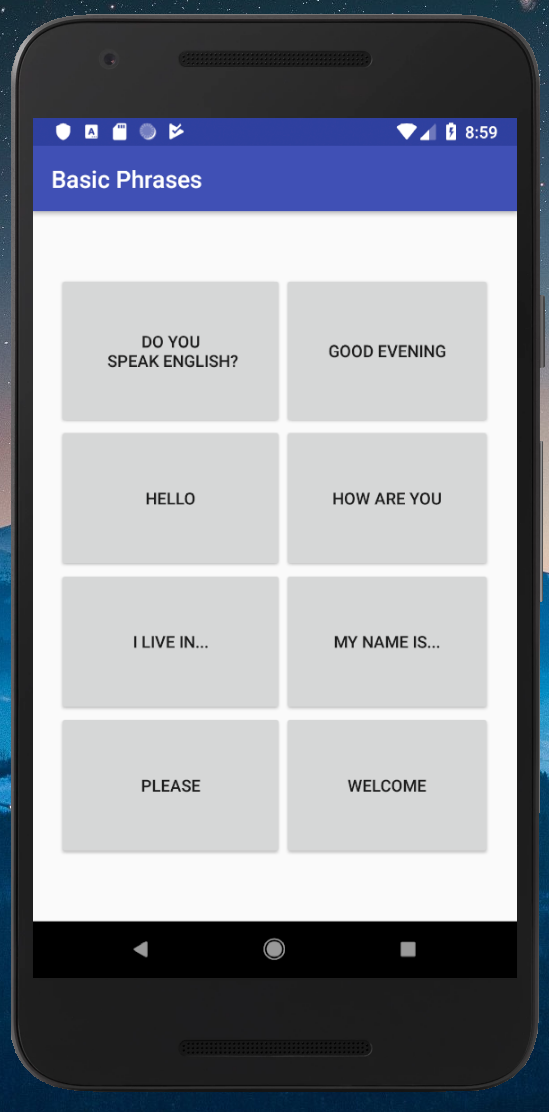 8:59
Basic Phrases
DO YOU
SPEAK ENGLISH?
GOOD EVENING
HELLO
HOW ARE YOU
I LIVE IN...
MY NAME IS...
PLEASE
WELCOME